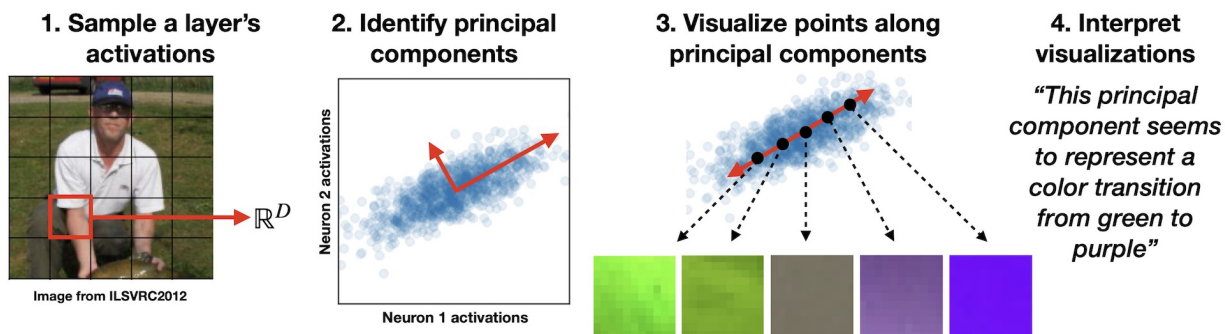 1. Sample a layer's
activations
Image from ILSVRC2012
ℝᴰ
2. Identify principal
components
Neuron 2 activations
Neuron 1 activations
3. Visualize points along
principal components
4. Interpret
visualizations
“This principal
component seems
to represent a
color transition
from green to
purple”